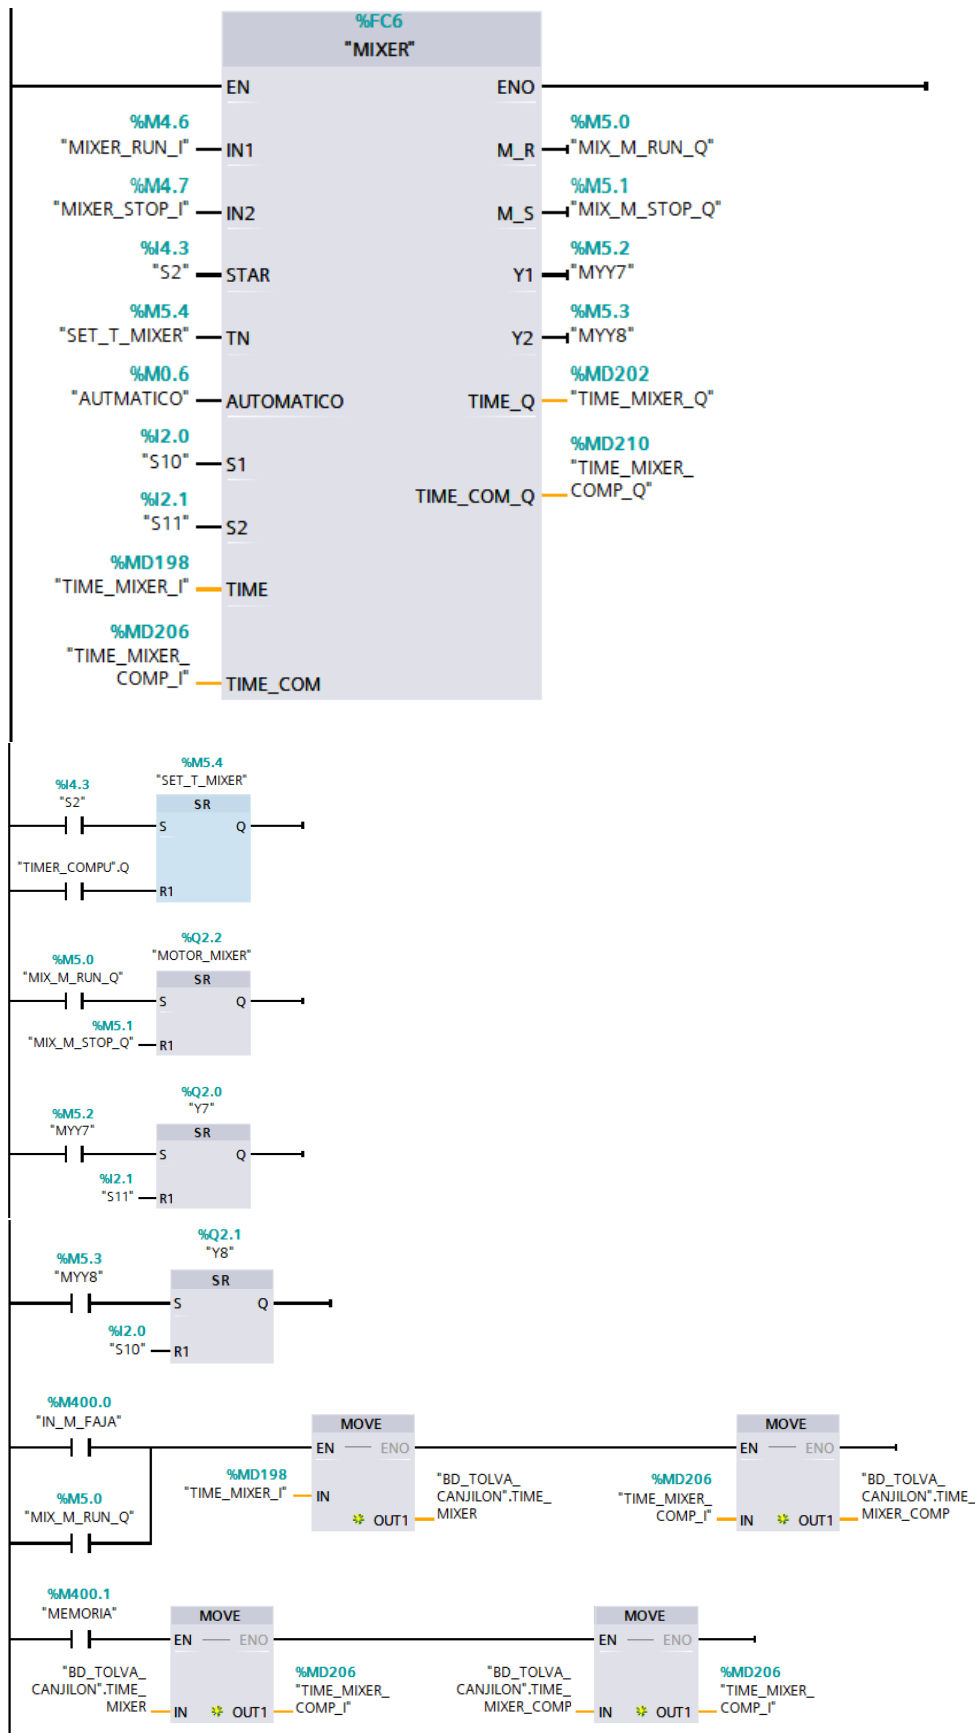 %FC6
"MIXER"
EN ENO
%M4.6
"MIXER_RUN_I" IN1
%M5.0
M_R "MIX_M_RUN_Q"
%M4.7
"MIXER_STOP_I" IN2
%M5.1
M_S "MIX_M_STOP_Q"
%I4.3
"S2" STAR
%M5.2
Y1 "MYY7"
%M5.4
"SET_T_MIXER" TN
%M5.3
Y2 "MYY8"
%M0.6
"AUTMATICO" AUTOMATICO
%MD202
TIME_Q "TIME_MIXER_Q"
%I2.0
"S10" S1
%MD210
"TIME_MIXER_
TIME_COM_Q COMP_Q"
%I2.1
"S11" S2
%MD198
"TIME_MIXER_I" TIME
%MD206
"TIME_MIXER_
COMP_I" TIME_COM
%M5.4
"SET_T_MIXER"
%I4.3
"S2"
SR
S Q
"TIMER_COMPU".Q
R1
%Q2.2
"MOTOR_MIXER"
%M5.0
"MIX_M_RUN_Q"
SR
S Q
%M5.1
"MIX_M_STOP_Q" R1
%Q2.0
"Y7"
%M5.2
"MYY7"
SR
S Q
%I2.1
"S11" R1
%Q2.1
"Y8"
%M5.3
"MYY8"
SR
S Q
%I2.0
"S10" R1
%M400.0
"IN_M_FAJA"
MOVE
EN ENO
%MD198
"TIME_MIXER_I" IN
OUT1
"BD_TOLVA_
CANJILON".TIME_
MIXER
MOVE
EN ENO
%MD206
"TIME_MIXER_
COMP_I" IN
OUT1
"BD_TOLVA_
CANJILON".TIME_
MIXER_COMP
%M5.0
"MIX_M_RUN_Q"
%M400.1
"MEMORIA"
MOVE
EN ENO
"BD_TOLVA_
CANJILON".TIME_
MIXER IN
OUT1
%MD206
"TIME_MIXER_
COMP_I"
MOVE
EN ENO
"BD_TOLVA_
CANJILON".TIME_
MIXER_COMP IN
OUT1
%MD206
"TIME_MIXER_
COMP_I"